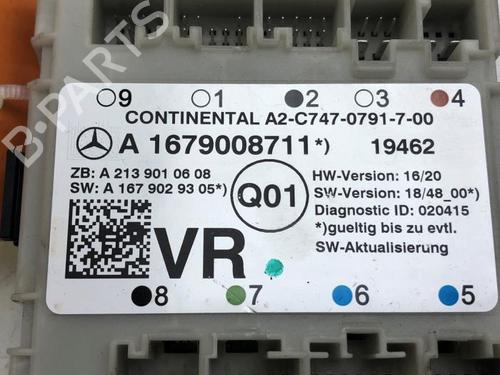 B-PARTS
9 1 2 3 4
CONTINENTAL A2-C747-0791-7-00
A 1679008711*) 19462
ZB: A 213 901 06 08
SW: A 167 902 93 05*)
Q01
HW-Version: 16/20
SW-Version: 18/48_00*)
Diagnostic ID: 020415
*)gueltig bis zu evtl.
SW-Aktualisierung
VR
8 7 6 5